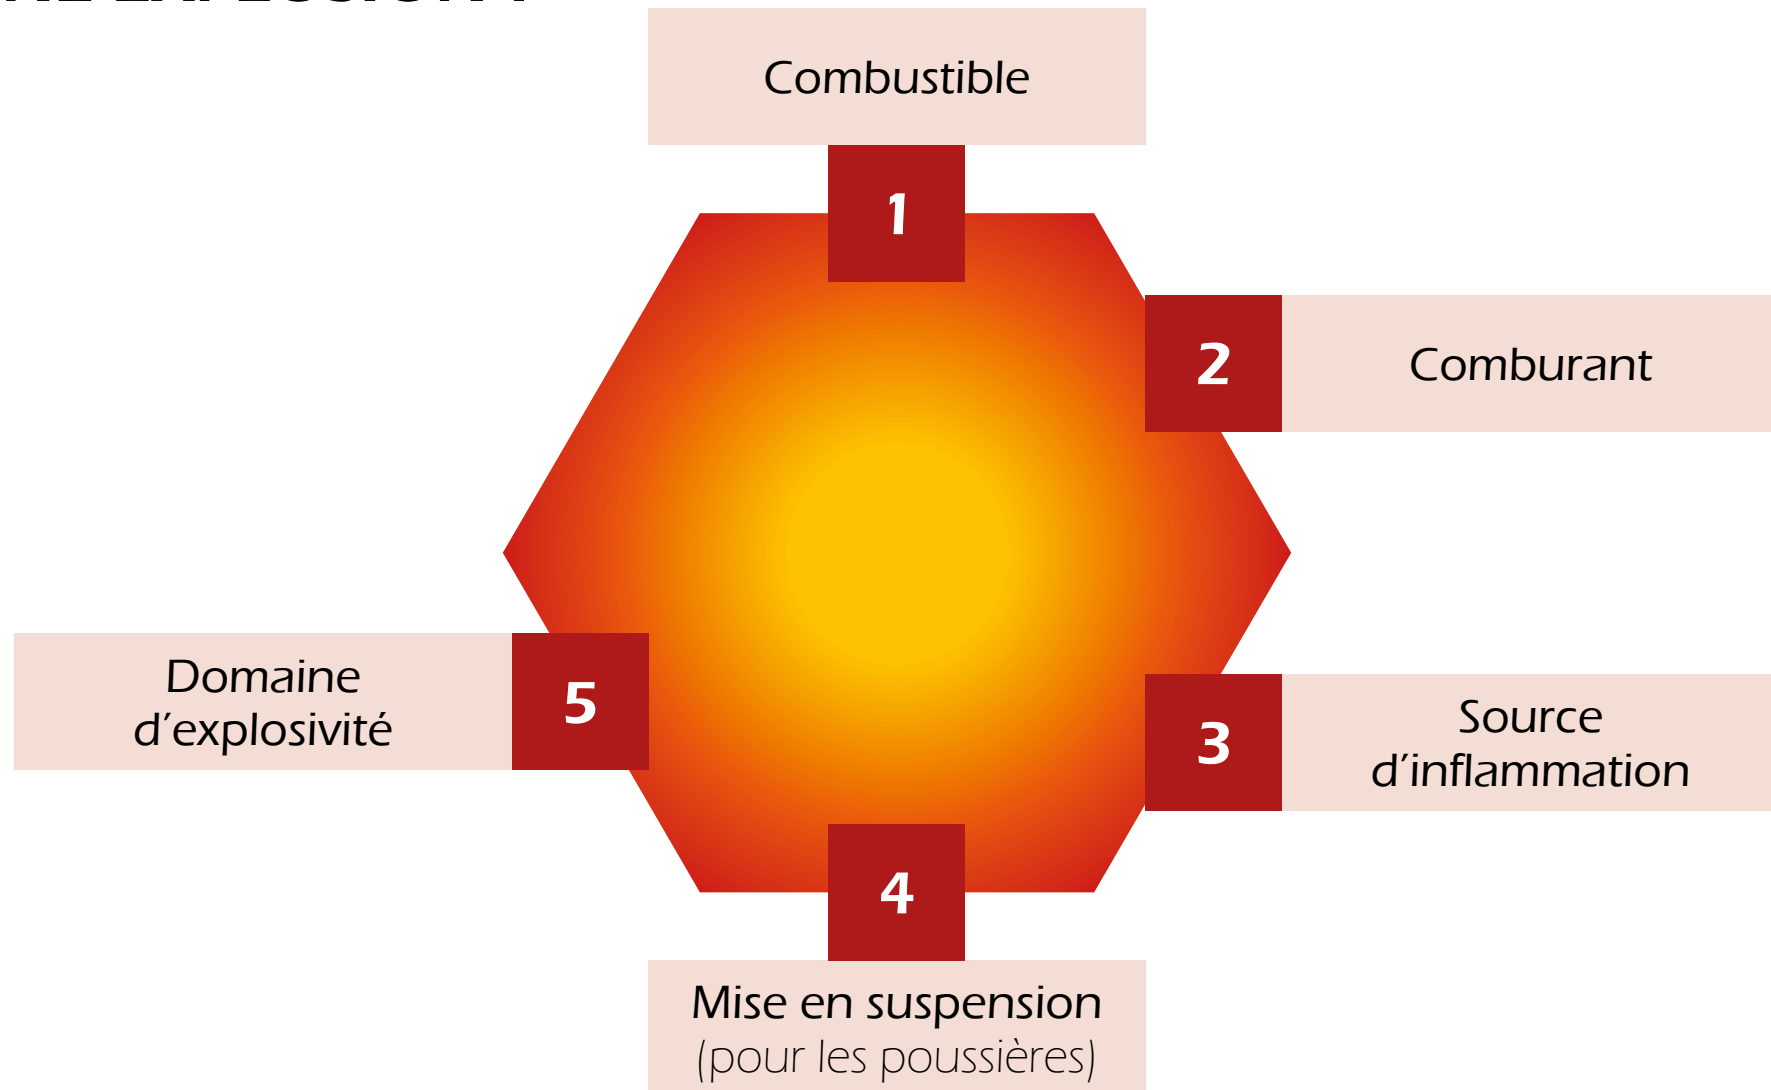 Combustible
1
2
Comburant
3
Source
d’inflammation
4
Mise en suspension
(pour les poussières)
5
Domaine
d’explosivité